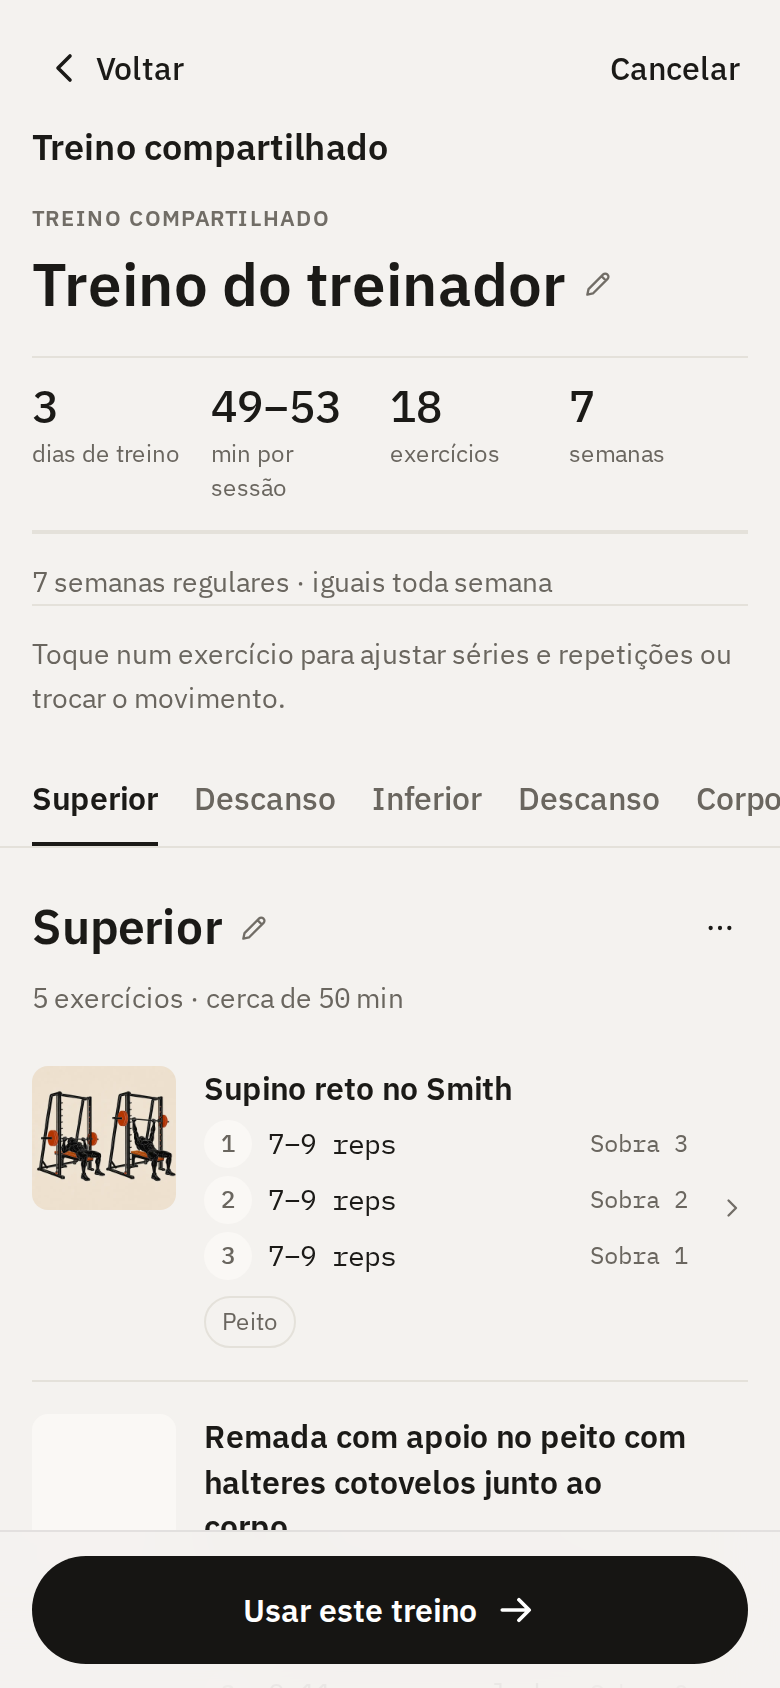 Voltar
Cancelar
Treino compartilhado
TREINO COMPARTILHADO
Treino do treinador
3
dias de treino
49–53
min por
sessão
18
exercícios
7
semanas
7 semanas regulares · iguais toda semana
Toque num exercício para ajustar séries e repetições ou
trocar o movimento.
Superior
Descanso
Inferior
Descanso
Corpo
Superior
...
5 exercícios · cerca de 50 min
Supino reto no Smith
1 7–9 reps Sobra 3
2 7–9 reps Sobra 2
3 7–9 reps Sobra 1
Peito
Remada com apoio no peito com
halteres cotovelos junto ao
corpo
Usar este treino